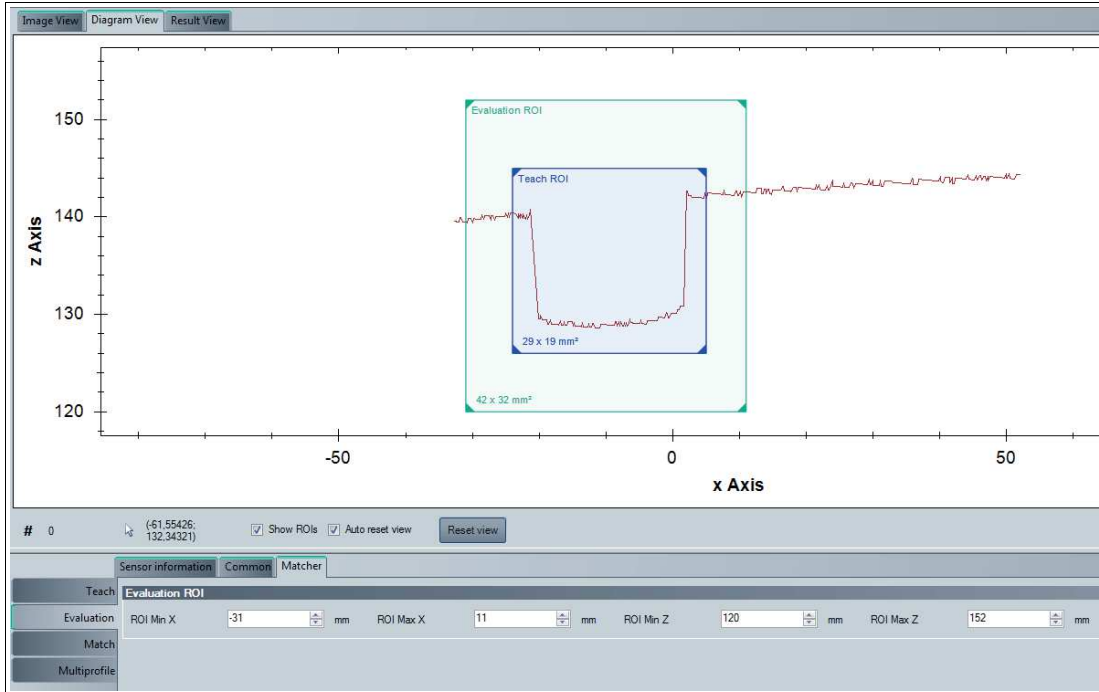 Image View Diagram View Result View
Evaluation ROI
Teach ROI
29 x 19 mm²
42 x 32 mm²
150
140
130
120
z Axis
-50 0 50
x Axis
# 0 (-61,55426; 132,34321) Show ROIs Auto reset view Reset view
Sensor information Common Matcher
Teach
Evaluation
Match
Multiprofile
Evaluation ROI
ROI Min X -31 mm ROI Max X 11 mm ROI Min Z 120 mm ROI Max Z 152 mm